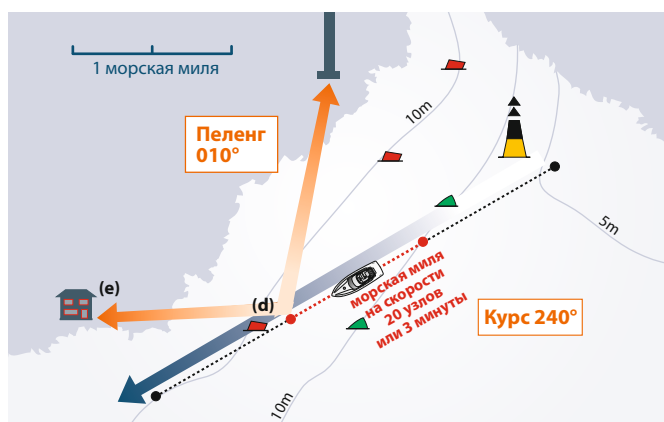 1 морская миля
10m
Пеленг
010°
5m
(e)
(d)
морская миля
на скорости
20 узлов
или 3 минуты
Курс 240°
10m